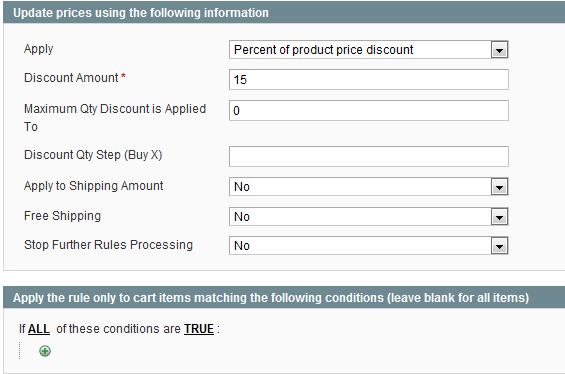 Update prices using the following information
Apply Percent of product price discount
Discount Amount * 15
Maximum Qty Discount is Applied 0
To
Discount Qty Step (Buy X)
Apply to Shipping Amount No
Free Shipping No
Stop Further Rules Processing No
Apply the rule only to cart items matching the following conditions (leave blank for all items)
If ALL of these conditions are TRUE :